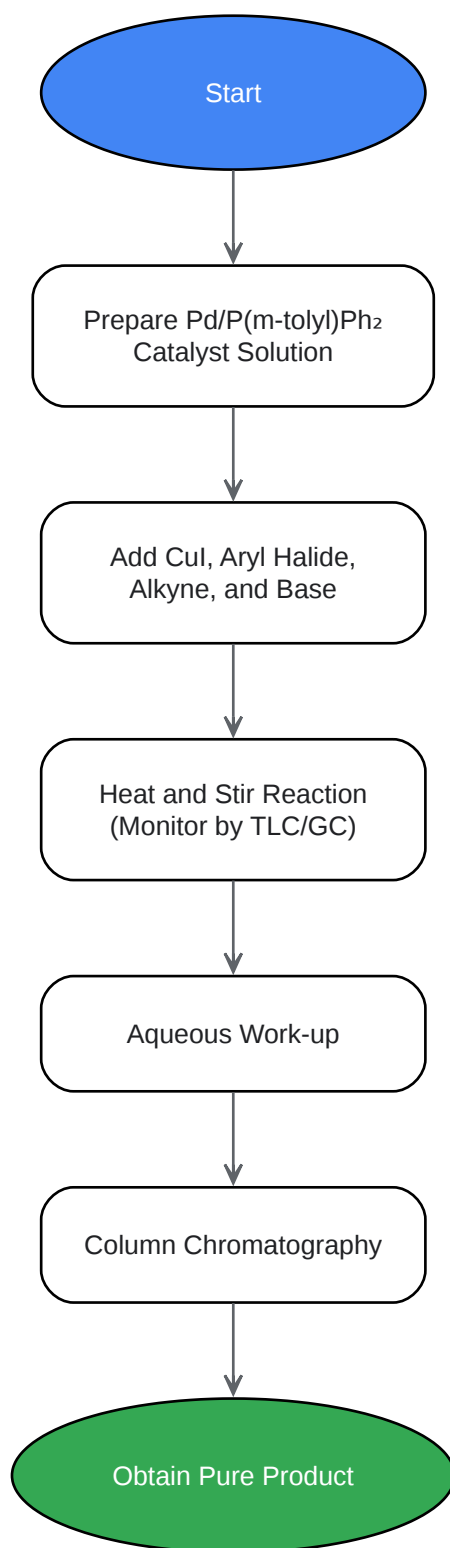 Start
Prepare Pd/P(m-tolyl)Ph₂
Catalyst Solution
Add CuI, Aryl Halide,
Alkyne, and Base
Heat and Stir Reaction
(Monitor by TLC/GC)
Aqueous Work-up
Column Chromatography
Obtain Pure Product